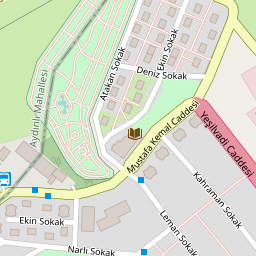 Ekin Sokak
Atakan Sokak
Deniz Sokak
Aydınlı Mahallesi
Mustafa Kemal Caddesi
Yeşilvadi Caddesi
Kahraman Sokak
Leman Sokak
Ekin Sokak
Narlı Sokak